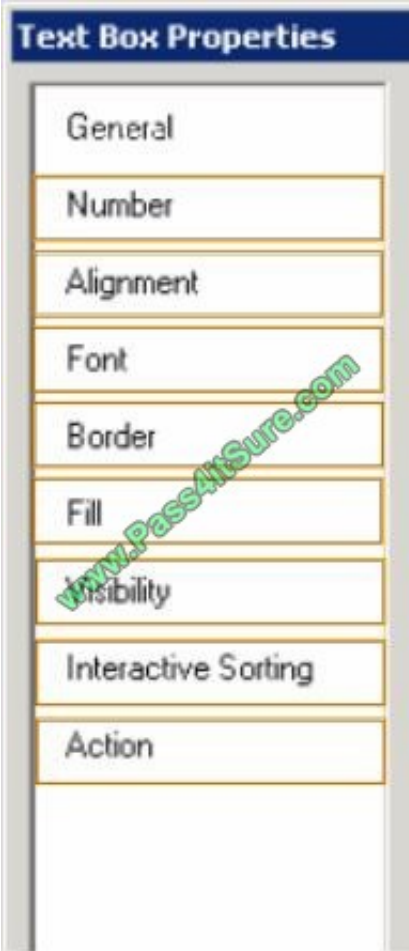 Text Box Properties
General
Number
Alignment
Font
Border
Fill
Visibility
Interactive Sorting
Action
www.Pass4itSure.com